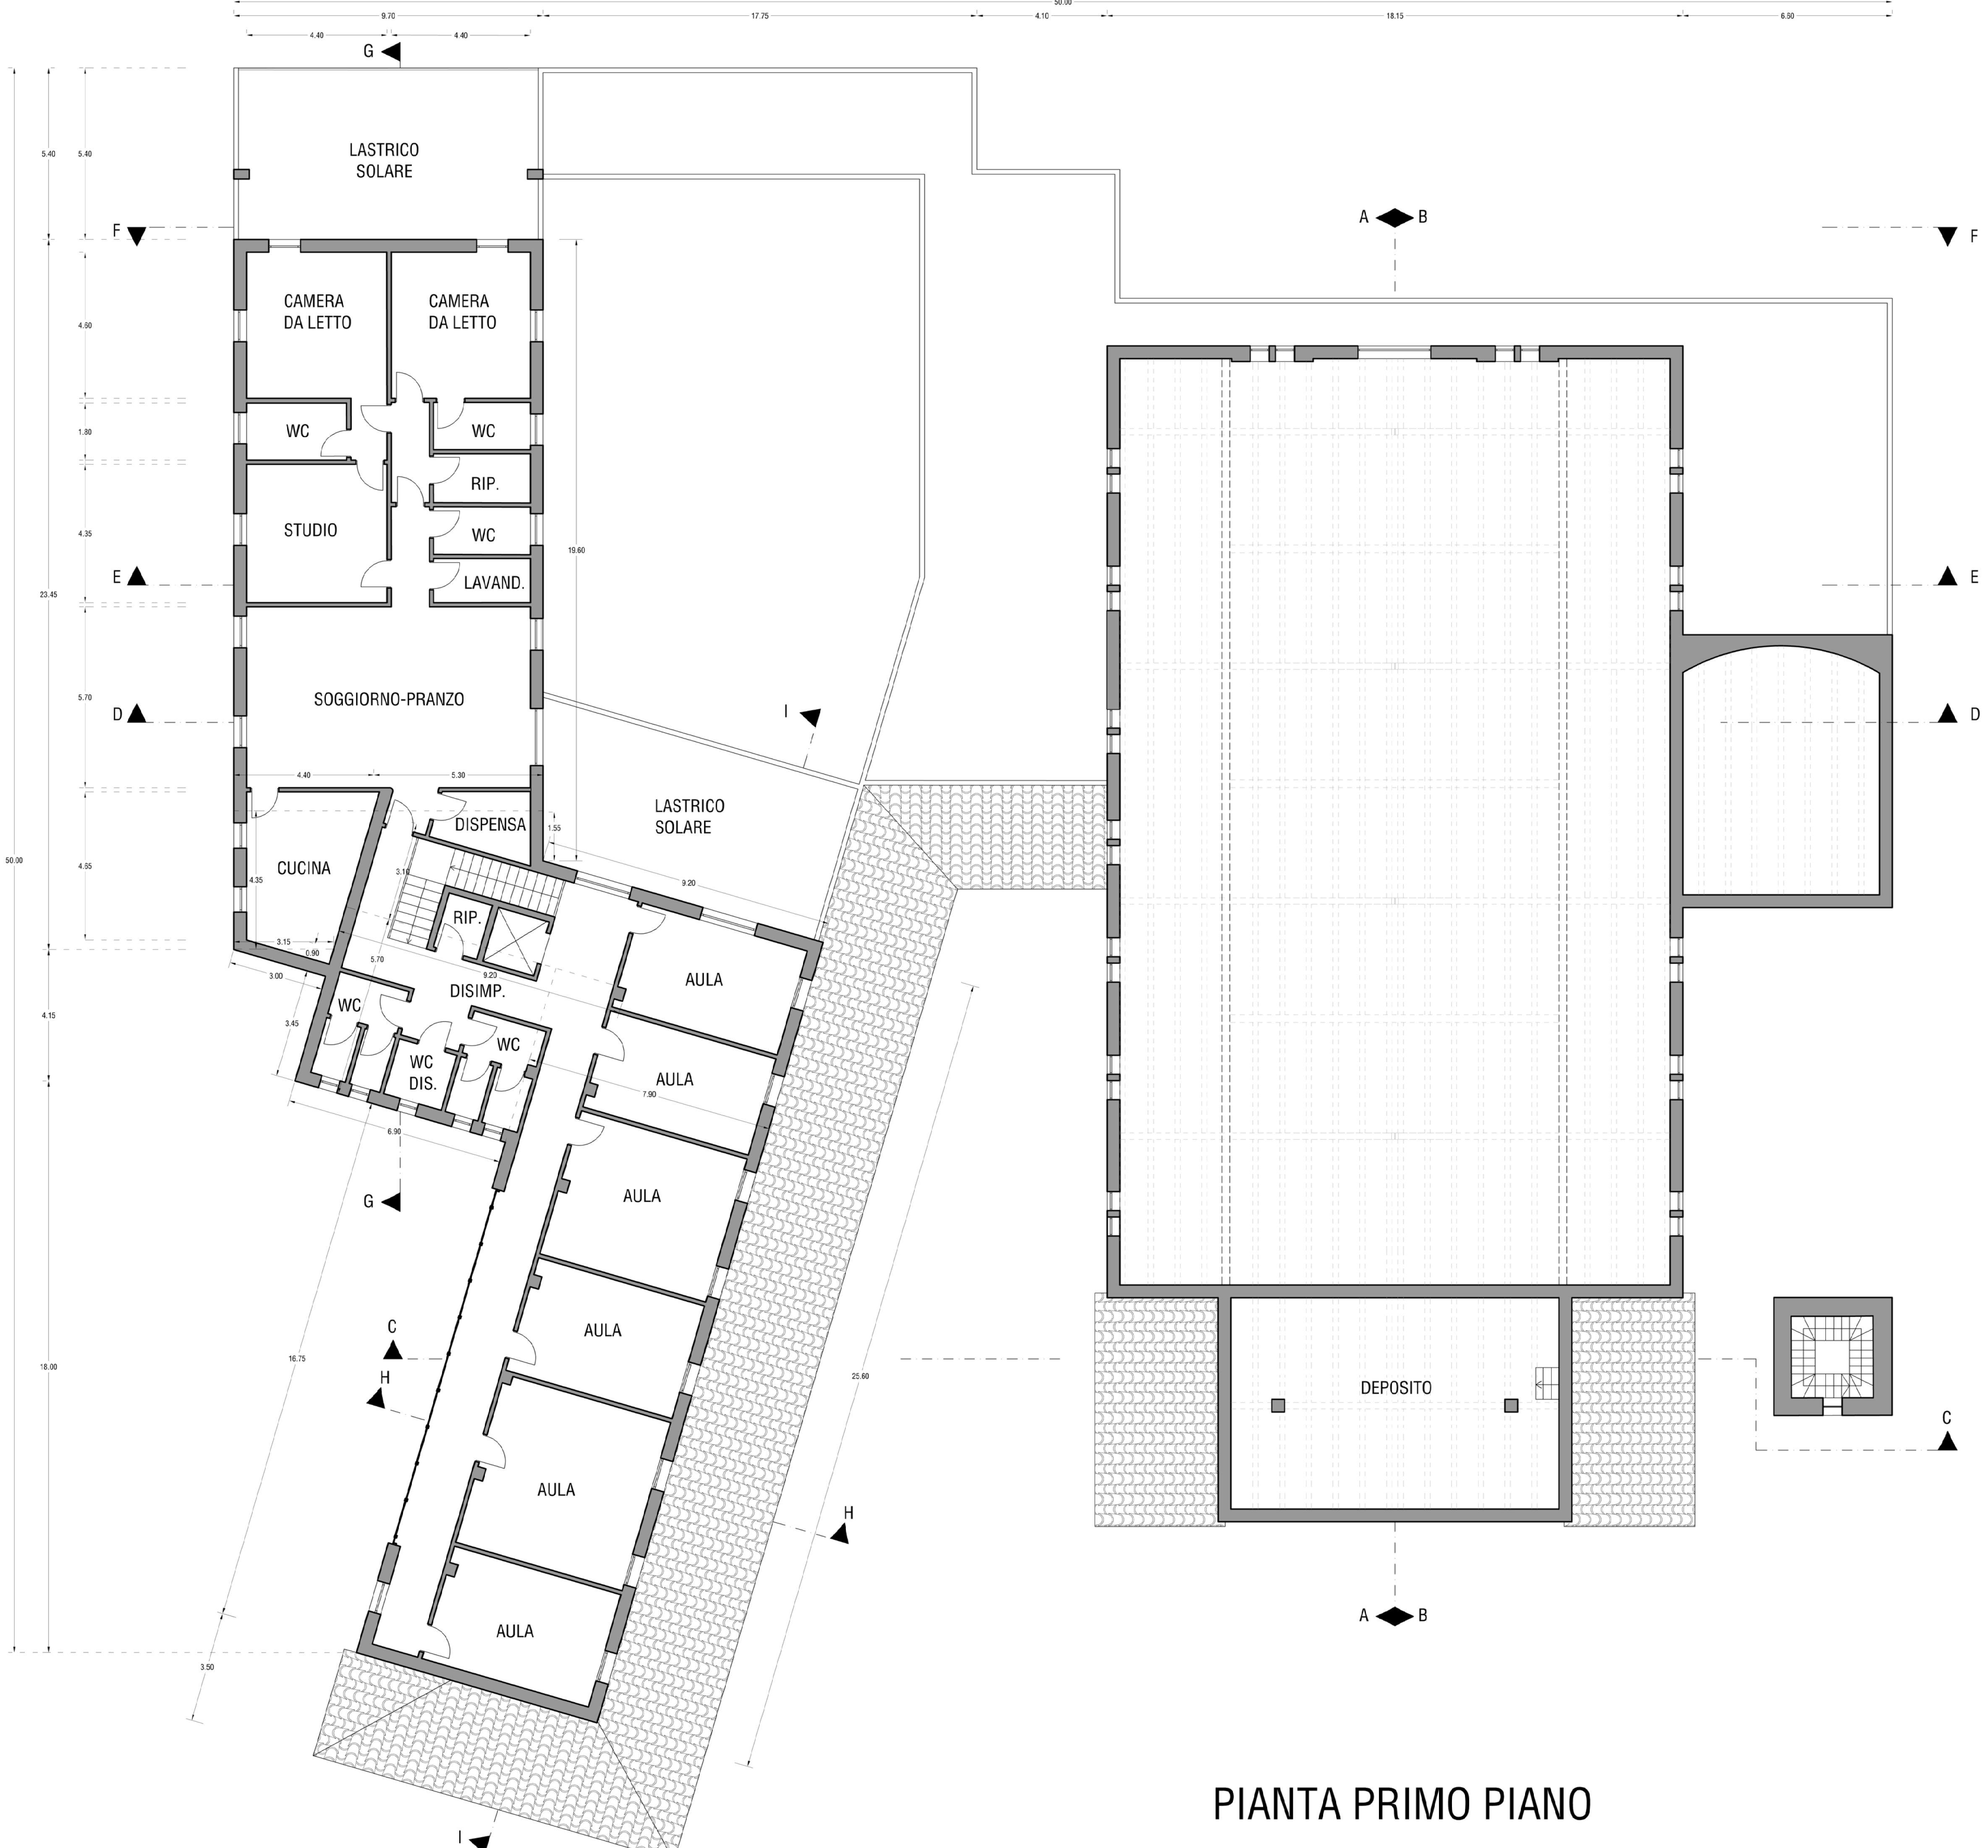 50.00
9.70 17.75 4.10 18.15 6.50
4.40 4.40
G
LASTRICO
SOLARE
5.40 5.40
A B
F F
CAMERA
DA LETTO
CAMERA
DA LETTO
4.60
WC WC
1.80
RIP.
STUDIO
WC
4.35
19.60
LAVAND.
E E
23.45
SOGGIORNO-PRANZO
5.70
D I D
4.40 5.30
LASTRICO
SOLARE
DISPENSA
1.55
50.00
CUCINA
4.65
4.35
3.10
9.20
RIP.
3.15
0.90
5.70
3.00
9.20
AULA
DISIMP.
WC
4.15
3.45
WC
WC
DIS.
AULA
7.90
6.90
AULA
G
C
AULA
16.75
H
18.00
25.60
DEPOSITO
C
AULA
H
A B
AULA
3.50
PIANTA PRIMO PIANO
I